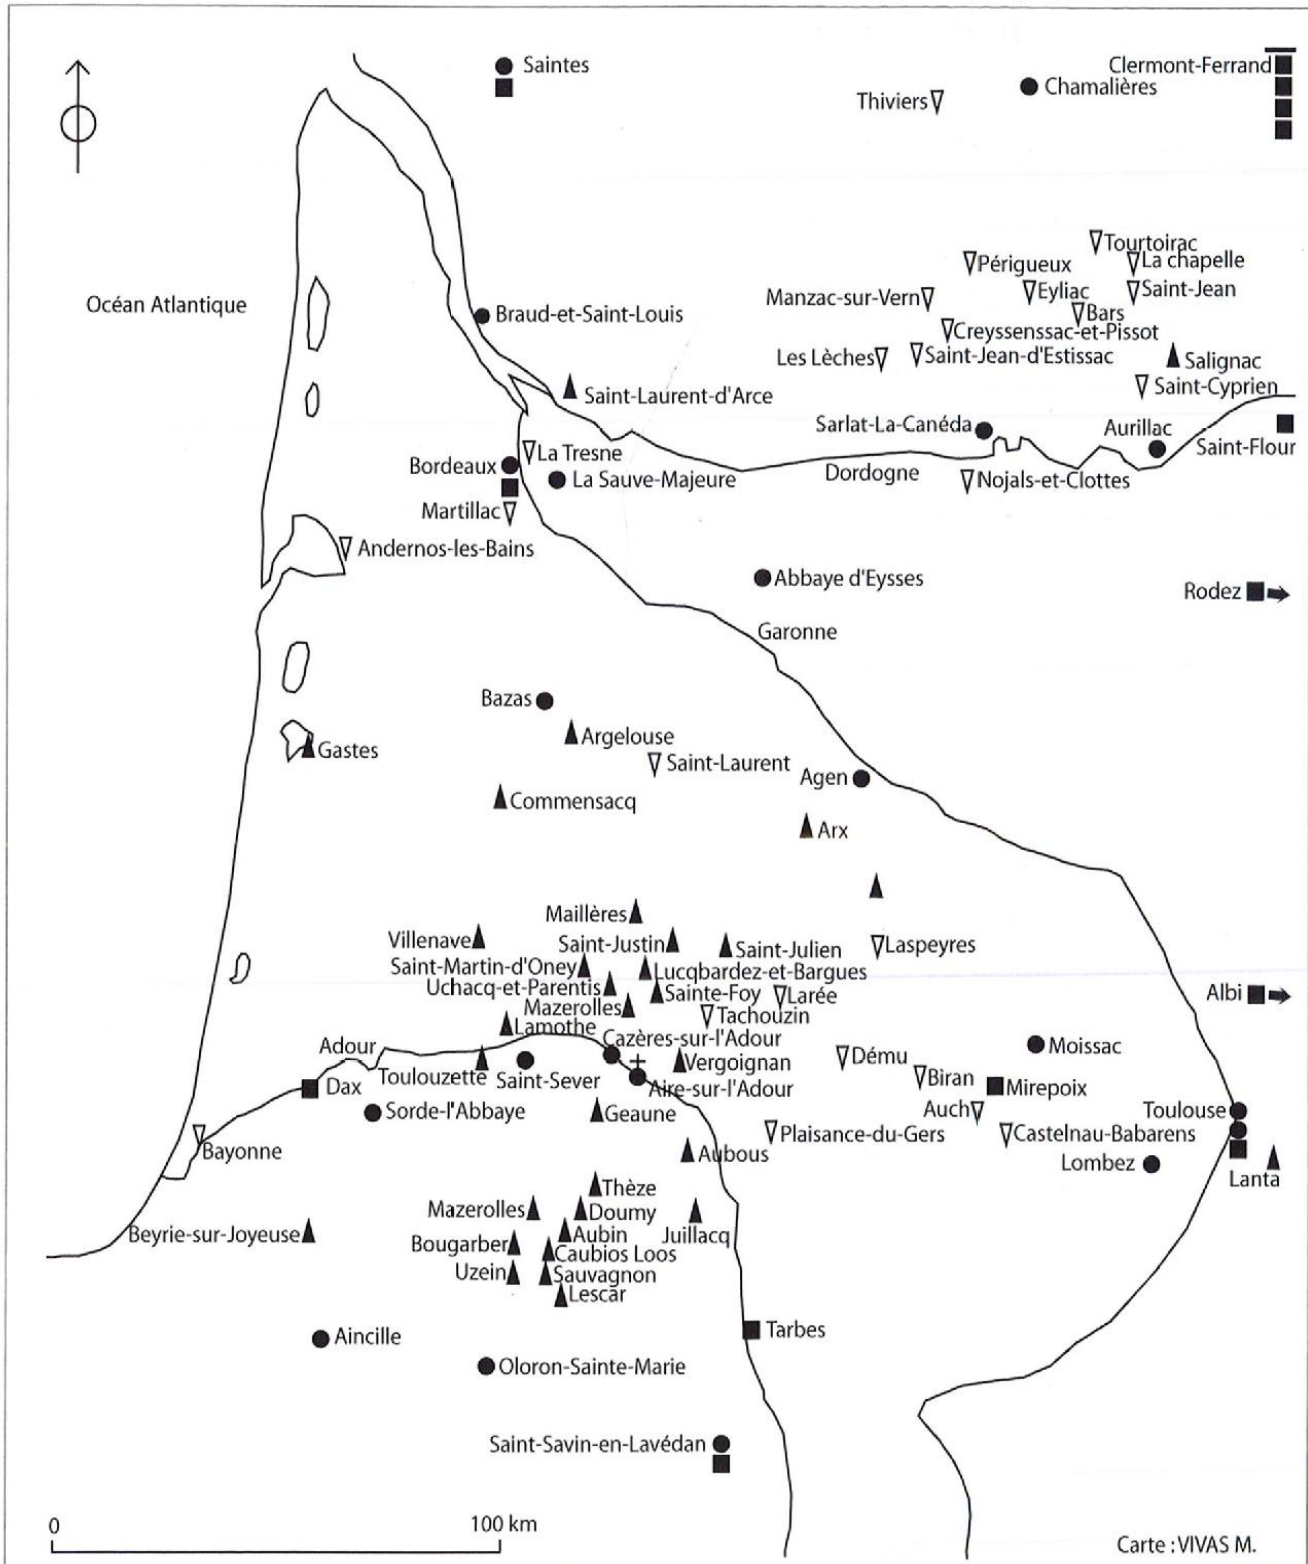 Saintes
Clermont-Ferrand
Chamalières
Thiviers
Tourtoirac
La chapelle
Périgueux
Eyliac
Saint-Jean
Océan Atlantique
Manzac-sur-Vern
Bars
Braud-et-Saint-Louis
Creyssenssac-et-Pissot
Les Lèches
Saint-Jean-d'Estissac
Salignac
Saint-Cyprien
Saint-Laurent-d'Arce
Sarlat-La-Canéda
Aurillac
Saint-Flour
La Tresne
Bordeaux
La Sauve-Majeure
Dordogne
Nojals-et-Clottes
Martillac
Andernos-les-Bains
Abbaye d'Eysses
Rodez
Garonne
Bazas
Argelouse
Gastes
Saint-Laurent
Agen
Commensacq
Arx
Maillères
Villenave
Saint-Justin
Saint-Julien
Laspeyres
Saint-Martin-d'Oney
Lucqbardez-et-Bargues
Uchacq-et-Parentis
Sainte-Foy
Larée
Albi
Mazerolles
Tachouzin
Lamothe
Cazères-sur-l'Adour
Adour
Moissac
Toulouzette
Saint-Sever
Vergoignan
Dému
Biran
Dax
Aire-sur-l'Adour
Mirepoix
Sorde-l'Abbaye
Geaune
Auch
Toulouse
Plaisance-du-Gers
Castelnau-Babarens
Bayonne
Aubous
Lombez
Lanta
Thèze
Mazerolles
Doumy
Beyrie-sur-Joyeuse
Aubin
Juillacq
Bougarber
Caubios Loos
Uzein
Sauvagnon
Lescar
Tarbes
Aincille
Oloron-Sainte-Marie
Saint-Savin-en-Lavédan
0
100 km
Carte : VIVAS M.